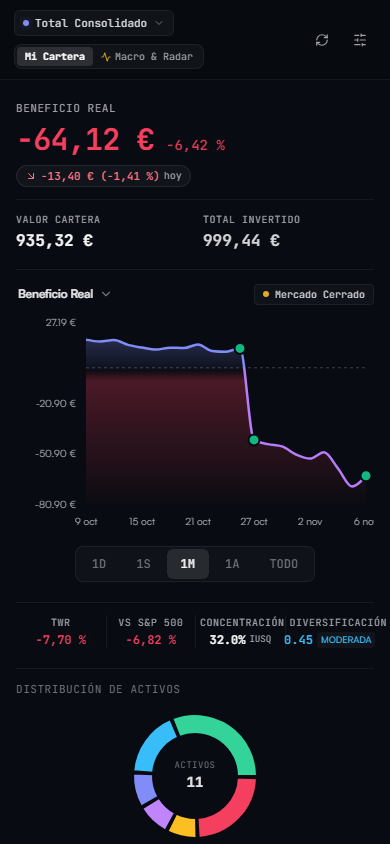 Total Consolidado
Mi Cartera Macro & Radar
BENEFICIO REAL
-64,12 € -6,42 %
-13,40 € (-1,41 %) hoy
VALOR CARTERA TOTAL INVERTIDO
935,32 € 999,44 €
Beneficio Real Mercado Cerrado
27.19 €
-20.90 €
-50.90 €
-80.90 €
9 oct 15 oct 21 oct 27 oct 2 nov 6 no
1D 1S 1M 1A TODO
TWR VS S&P 500 CONCENTRACIÓN DIVERSIFICACIÓN
-7,70 % -6,82 % 32.0% IUSQ 0.45 MODERADA
DISTRIBUCIÓN DE ACTIVOS
ACTIVOS
11